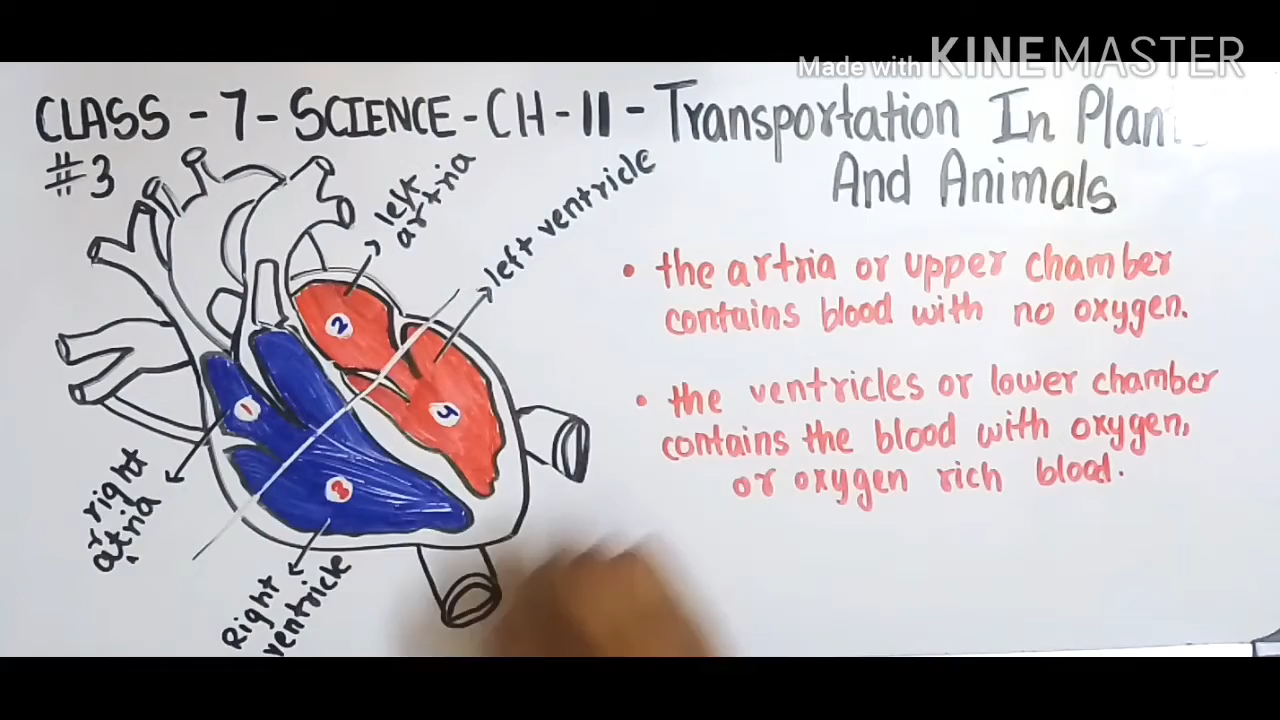 Made with KINEMASTER
CLASS - 7 - SCIENCE - CH - 11 - Transportation In Plant
And Animals
#3
left
artria
left ventricle
• the artria or upper chamber
contains blood with no oxygen.
• the ventricles or lower chamber
contains the blood with oxygen,
or oxygen rich blood.
2
1
4
3
right
Right
ventricle